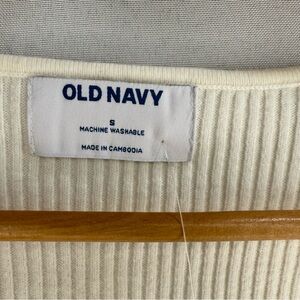 OLD NAVY
S
MACHINE WASHABLE
MADE IN CAMBODIA